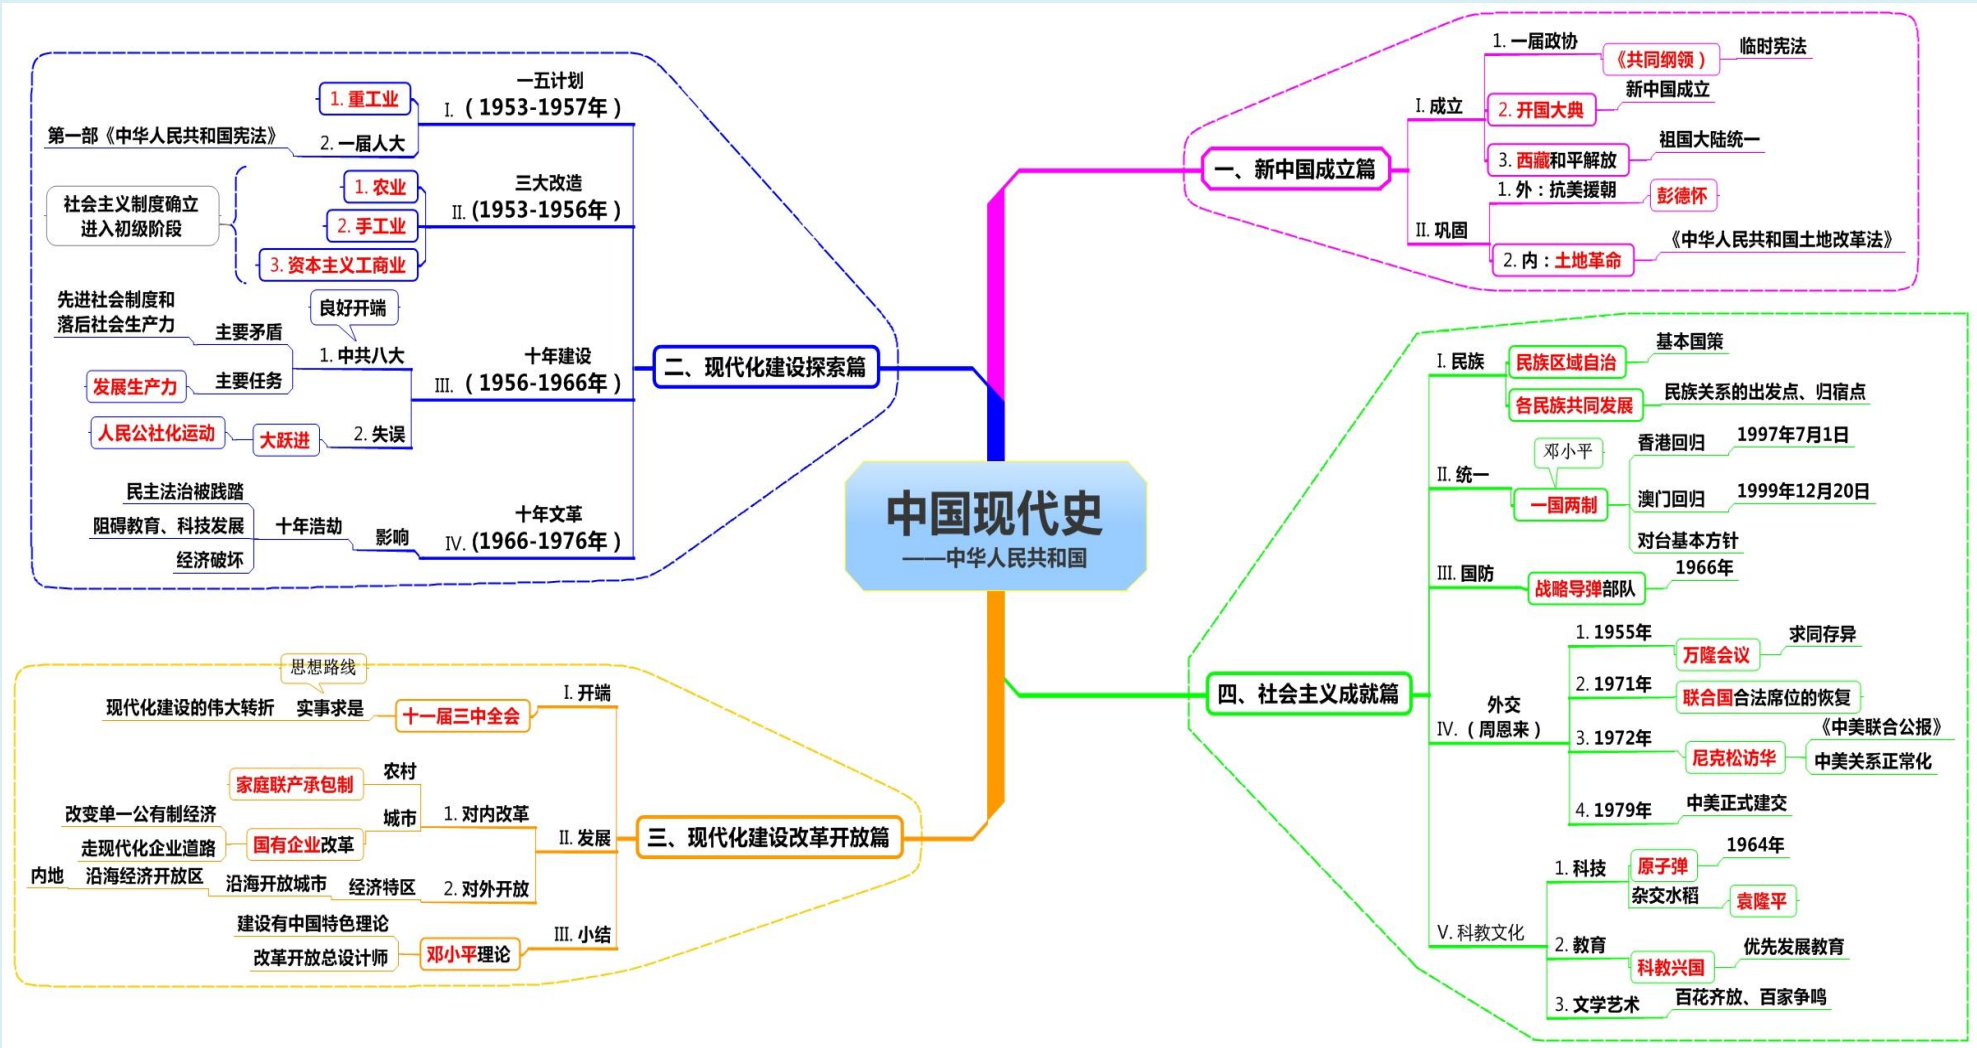 中国现代史
——中华人民共和国
一、新中国成立篇
I. 成立
1. 一届政协
《共同纲领）
临时宪法
2. 开国大典
新中国成立
3. 西藏和平解放
祖国大陆统一
II. 巩固
1. 外：抗美援朝
彭德怀
2. 内：土地革命
《中华人民共和国土地改革法》
二、现代化建设探索篇
一五计划
I.（1953-1957年）
1. 重工业
2. 一届人大
第一部《中华人民共和国宪法》
三大改造
II. (1953-1956年）
1. 农业
2. 手工业
3. 资本主义工商业
社会主义制度确立
进入初级阶段
十年建设
III.（1956-1966年）
良好开端
1. 中共八大
主要矛盾
先进社会制度和
落后社会生产力
主要任务
发展生产力
2. 失误
大跃进
人民公社化运动
十年文革
IV. (1966-1976年）
影响
十年浩劫
民主法治被践踏
阻碍教育、科技发展
经济破坏
三、现代化建设改革开放篇
I. 开端
十一届三中全会
思想路线
实事求是
现代化建设的伟大转折
II. 发展
1. 对内改革
农村
家庭联产承包制
城市
国有企业改革
改变单一公有制经济
走现代化企业道路
2. 对外开放
经济特区
沿海开放城市
沿海经济开放区
内地
III. 小结
邓小平理论
建设有中国特色理论
改革开放总设计师
四、社会主义成就篇
I. 民族
民族区域自治
基本国策
各民族共同发展
民族关系的出发点、归宿点
II. 统一
邓小平
一国两制
香港回归
1997年7月1日
澳门回归
1999年12月20日
对台基本方针
III. 国防
战略导弹部队
1966年
外交
IV.（周恩来）
1. 1955年
万隆会议
求同存异
2. 1971年
联合国合法席位的恢复
3. 1972年
尼克松访华
《中美联合公报》
中美关系正常化
4. 1979年
中美正式建交
V. 科教文化
1. 科技
原子弹
1964年
杂交水稻
袁隆平
2. 教育
科教兴国
优先发展教育
3. 文学艺术
百花齐放、百家争鸣